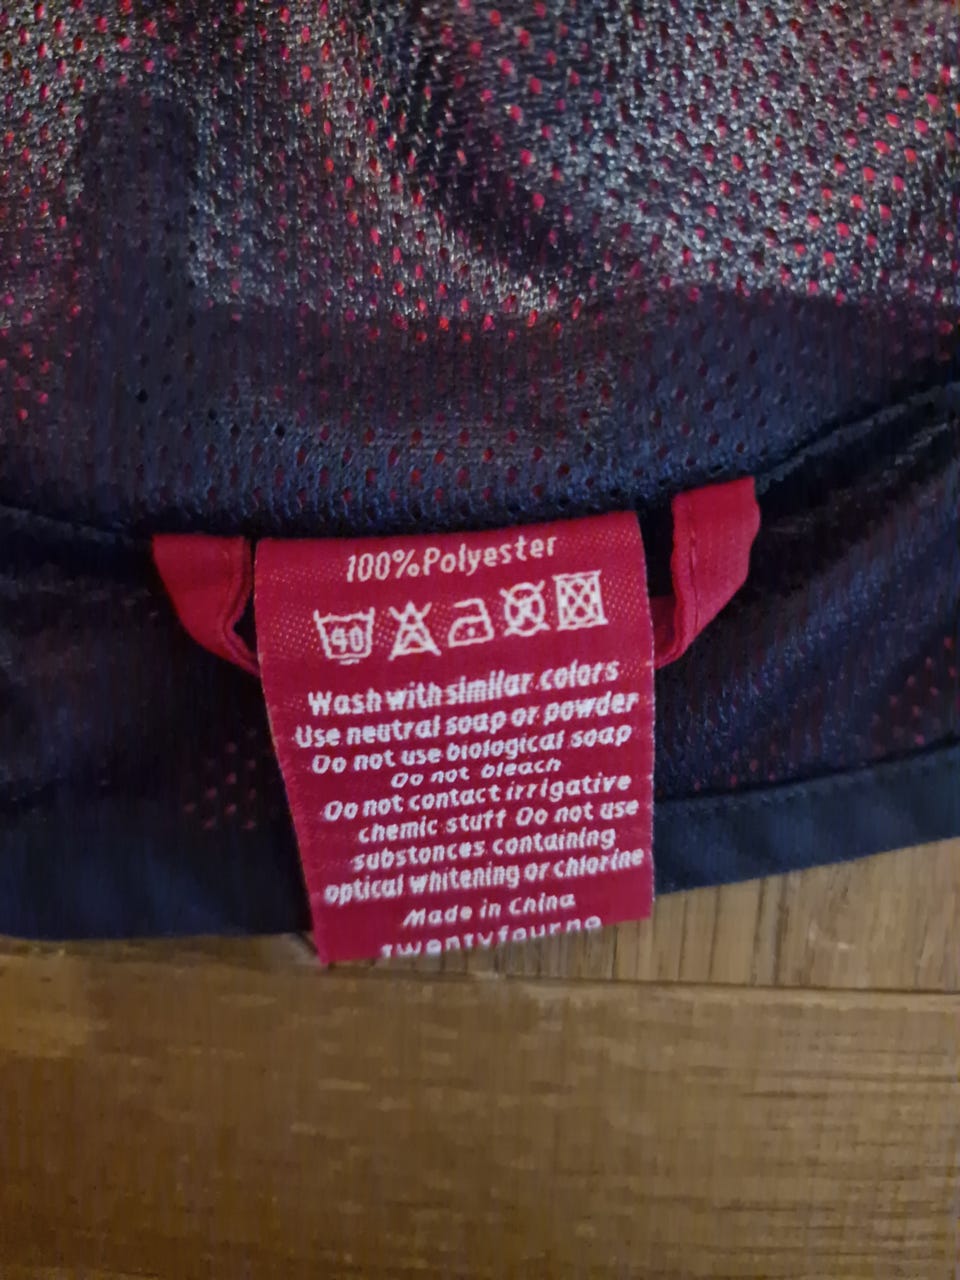 100%Polyester
40
Wash with similar colors
Use neutral soap or powder
Do not use biological soap
Do not bleach
Do not contact irrigative
chemic stuff Do not use
substonces containing
optical whitening or chlorine
Made in China
twentyfour.no